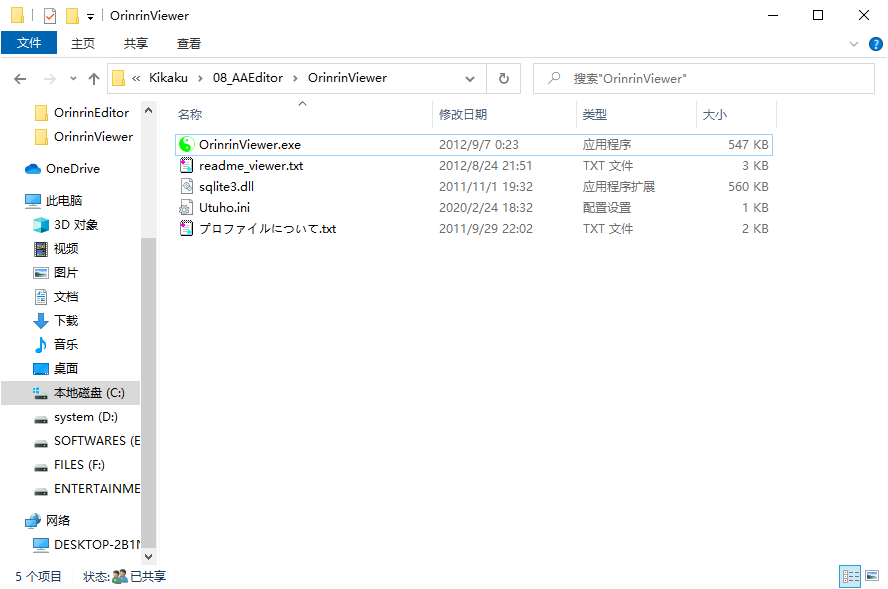 OrinrinViewer
文件 主页 共享 查看
« Kikaku › 08_AAEditor › OrinrinViewer 搜索"OrinrinViewer"
OrinrinEditor
OrinrinViewer
OneDrive
此电脑
3D 对象
视频
图片
文档
下载
音乐
桌面
本地磁盘 (C:)
system (D:)
SOFTWARES (E
FILES (F:)
ENTERTAINME
网络
DESKTOP-2B1N
名称 修改日期 类型 大小
OrinrinViewer.exe 2012/9/7 0:23 应用程序 547 KB
readme_viewer.txt 2012/8/24 21:51 TXT 文件 3 KB
sqlite3.dll 2011/11/1 19:32 应用程序扩展 560 KB
Utuho.ini 2020/2/24 18:32 配置设置 1 KB
プロファイルについて.txt 2011/9/29 22:02 TXT 文件 2 KB
5 个项目 状态: 已共享